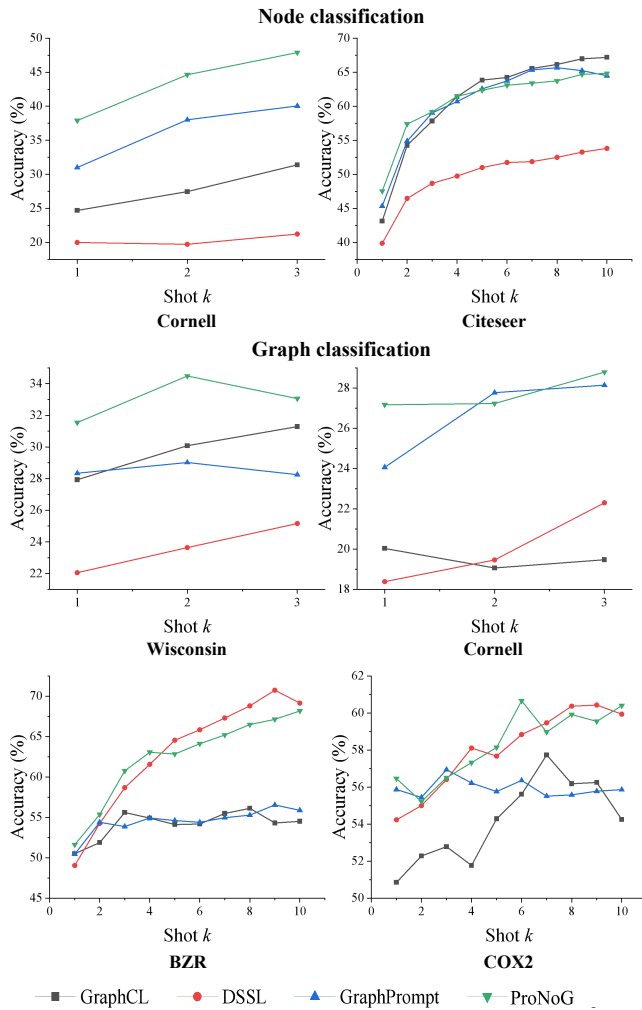 Node classification
50
45
40
35
30
25
20
Accuracy (%)
1 2 3
Shot k
Cornell
70
65
60
55
50
45
40
Accuracy (%)
0 2 4 6 8 10
Shot k
Citeseer
Graph classification
34
32
30
28
26
24
22
Accuracy (%)
1 2 3
Shot k
Wisconsin
28
26
24
22
20
18
Accuracy (%)
1 2 3
Shot k
Cornell
70
65
60
55
50
45
Accuracy (%)
0 2 4 6 8 10
Shot k
BZR
62
60
58
56
54
52
50
Accuracy (%)
0 2 4 6 8 10
Shot k
COX2
GraphCL DSSL GraphPrompt ProNoG